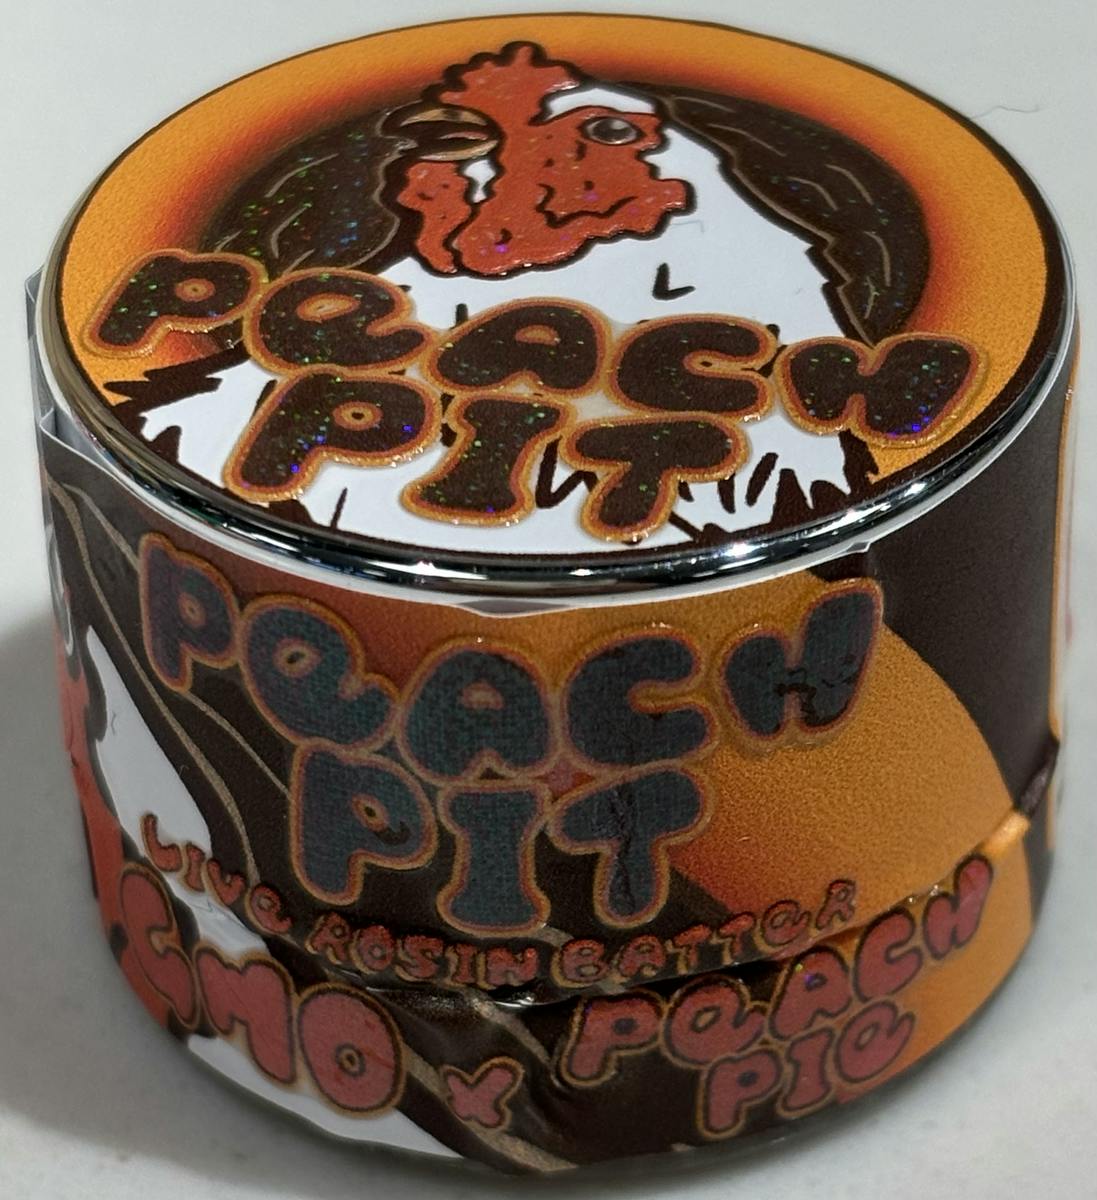 PeACH
PIT
PeACH
PIT
LIVe ROSIN BATTeR
GMO x PeACH
PIe